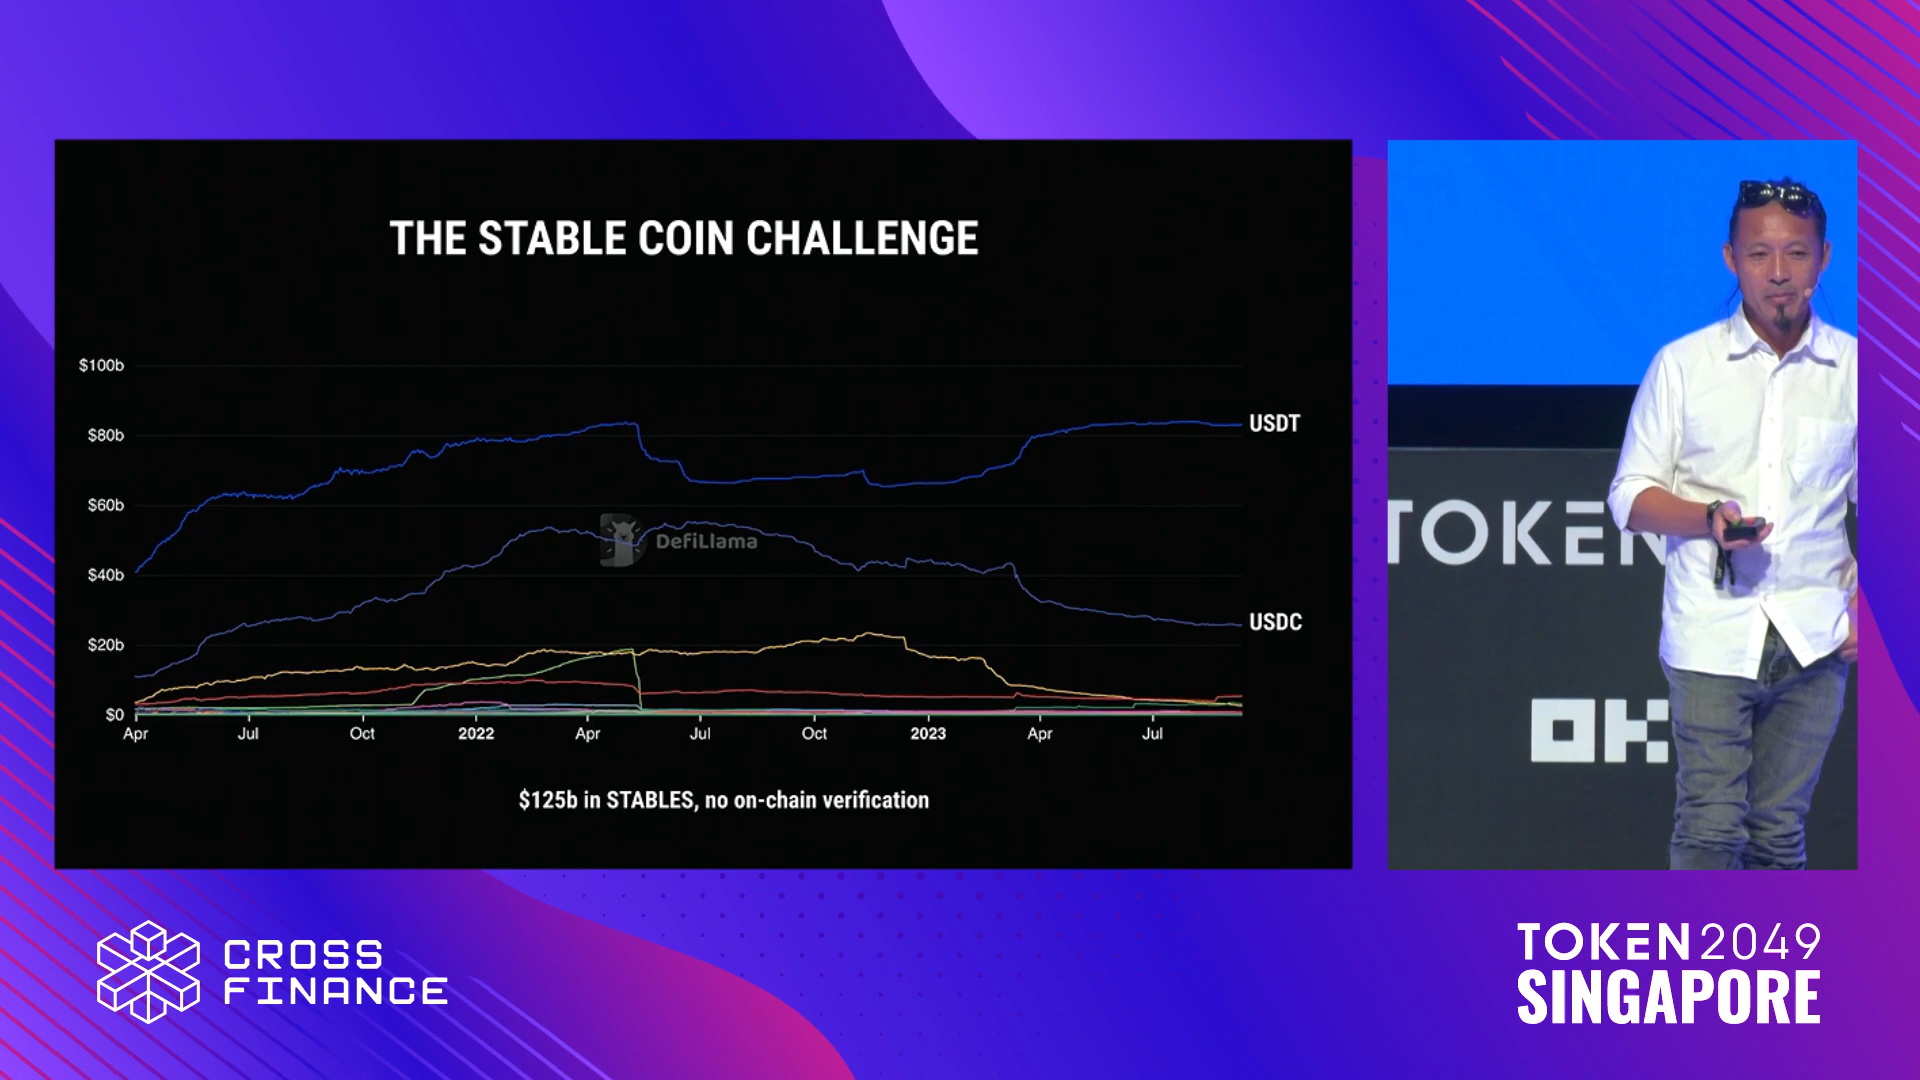 THE STABLE COIN CHALLENGE
$100b
$80b
$60b
$40b
$20b
$0
USDT
USDC
DefiLlama
Apr Jul Oct 2022 Apr Jul Oct 2023 Apr Jul
$125b in STABLES, no on-chain verification
TOKEN
OK
CROSS
FINANCE
TOKEN2049
SINGAPORE